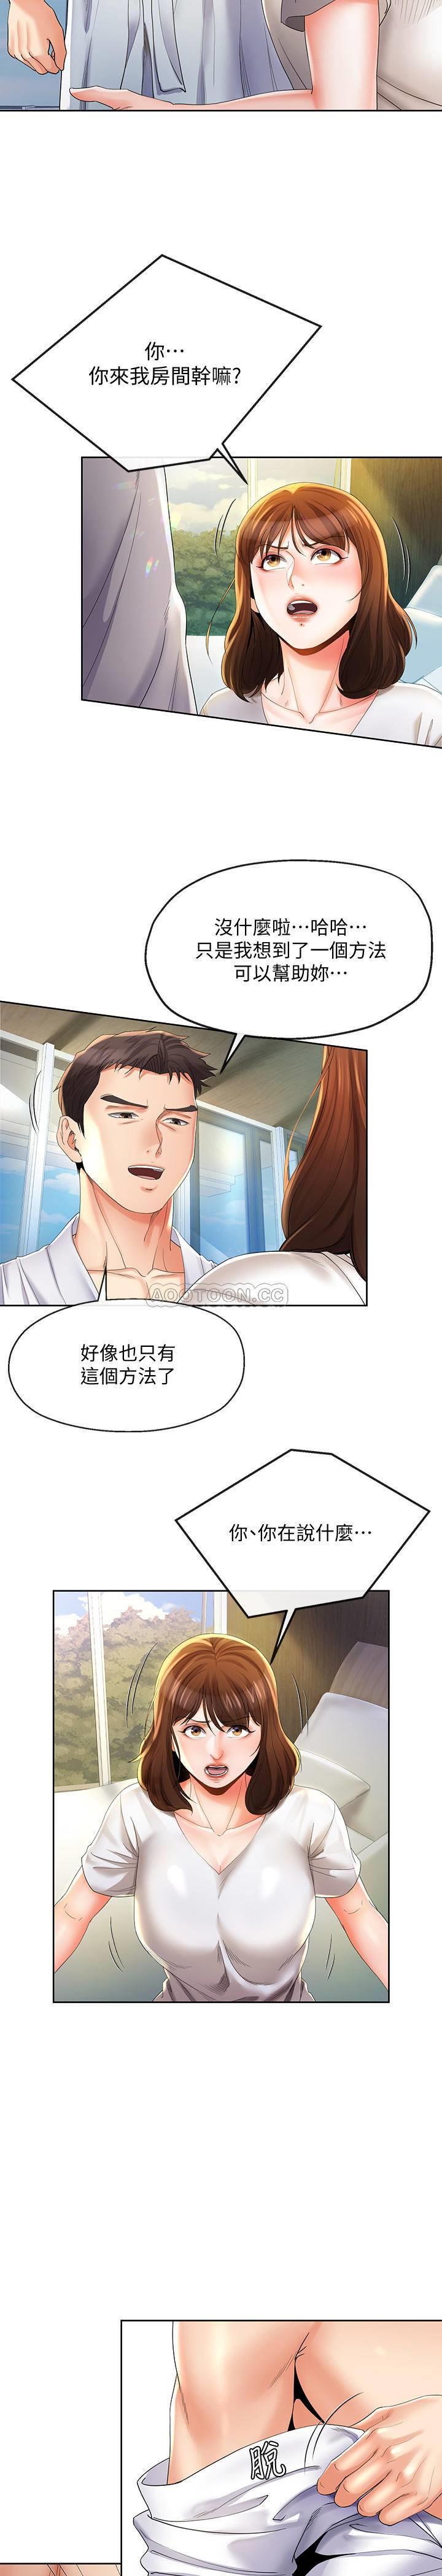 你⋯
你來我房間幹嘛?
沒什麼啦⋯哈哈⋯
只是我想到了一個方法
可以幫助妳⋯
AOOTOON.CC
好像也只有
這個方法了
你、你在說什麼⋯
脫